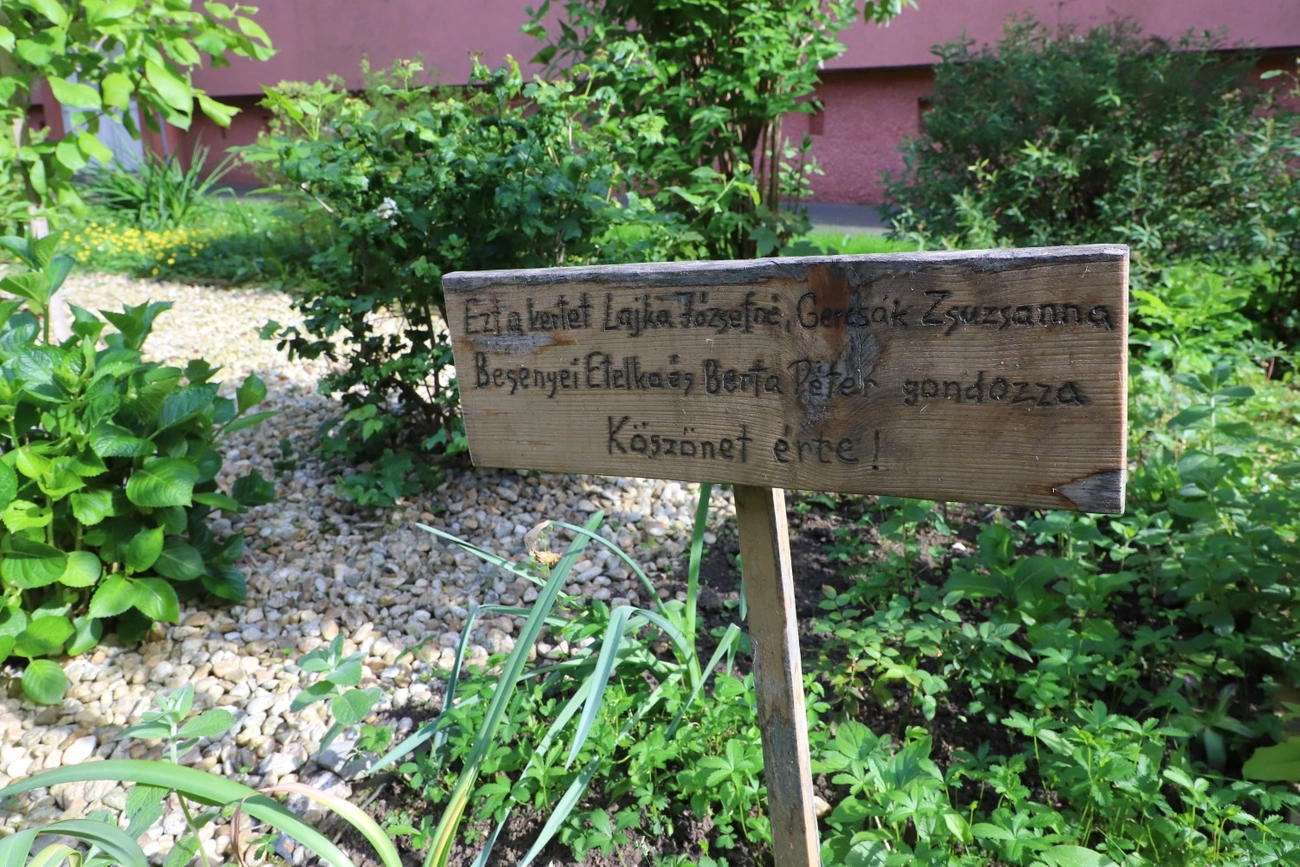 Ezt a kertet Lajka Józsefné, Gercsák Zsuzsanna
Besenyei Etelka és Berta Péter gondozza
Köszönet érte!